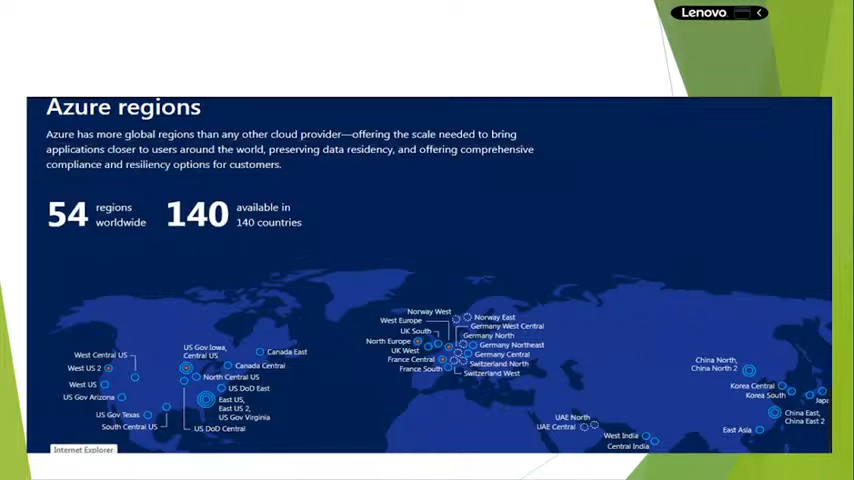 Lenovo
Azure regions
Azure has more global regions than any other cloud provider—offering the scale needed to bring
applications closer to users around the world, preserving data residency, and offering comprehensive
compliance and resiliency options for customers.
54 regions worldwide
140 available in 140 countries
Norway West
Norway East
West Europe
Germany West Central
UK South
Germany North
North Europe
Germany Northeast
UK West
Germany Central
France Central
Switzerland North
France South
Switzerland West
West Central US
US Gov Iowa,
Central US
Canada East
West US 2
Canada Central
North Central US
West US
US DoD East
US Gov Arizona
East US,
East US 2,
US Gov Virginia
US Gov Texas
South Central US
US DoD Central
China North,
China North 2
Korea Central
Korea South
Japa
China East,
China East 2
East Asia
UAE North
UAE Central
West India
Central India
Internet Explorer